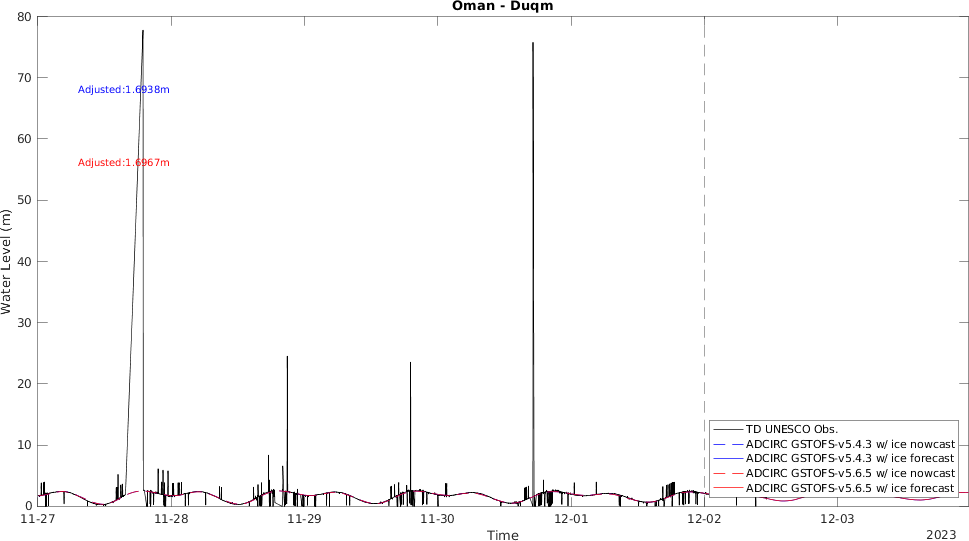 Oman - Duqm
80
70
60
50
40
30
20
10
0
Water Level (m)
Adjusted:1.6938m
Adjusted:1.6967m
TD UNESCO Obs.
ADCIRC GSTOFS-v5.4.3 w/ ice nowcast
ADCIRC GSTOFS-v5.4.3 w/ ice forecast
ADCIRC GSTOFS-v5.6.5 w/ ice nowcast
ADCIRC GSTOFS-v5.6.5 w/ ice forecast
11-27 11-28 11-29 11-30 12-01 12-02 12-03
Time
2023